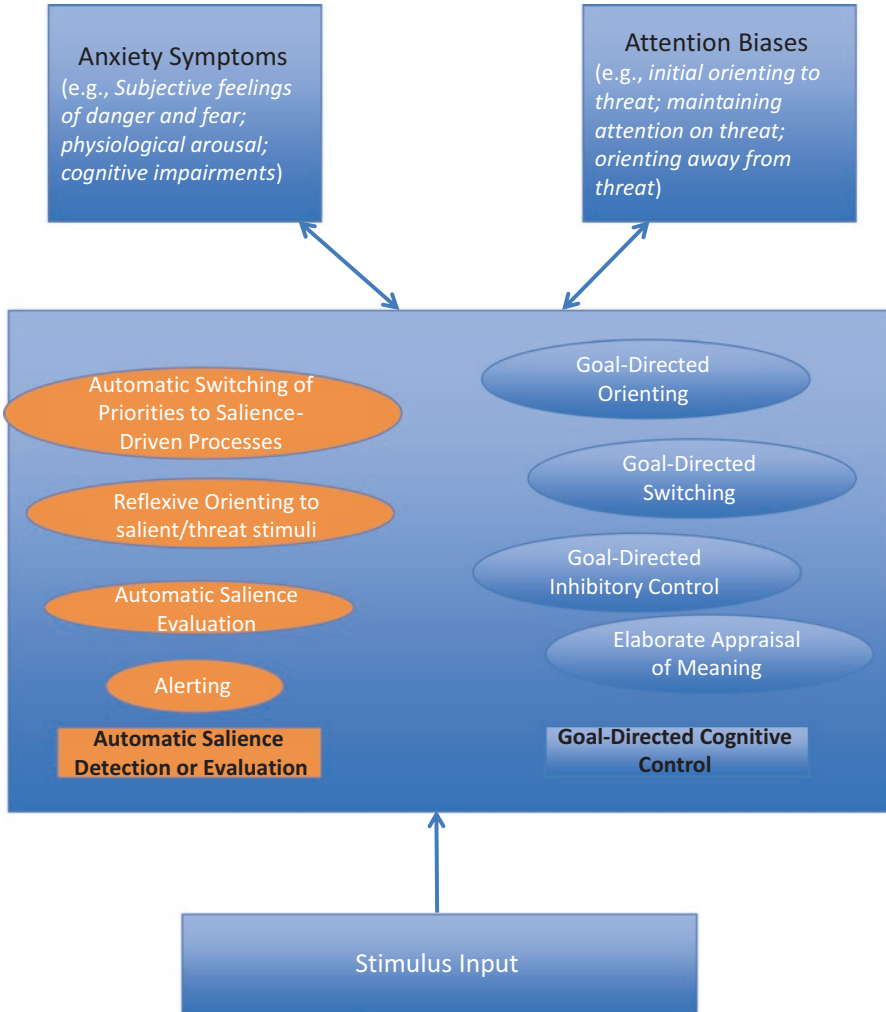 Anxiety Symptoms
(e.g., Subjective feelings
of danger and fear;
physiological arousal;
cognitive impairments)
Attention Biases
(e.g., initial orienting to
threat; maintaining
attention on threat;
orienting away from
threat)
Automatic Switching of
Priorities to Salience-
Driven Processes
Reflexive Orienting to
salient/threat stimuli
Automatic Salience
Evaluation
Alerting
Automatic Salience
Detection or Evaluation
Goal-Directed
Orienting
Goal-Directed
Switching
Goal-Directed
Inhibitory Control
Elaborate Appraisal
of Meaning
Goal-Directed Cognitive
Control
Stimulus Input